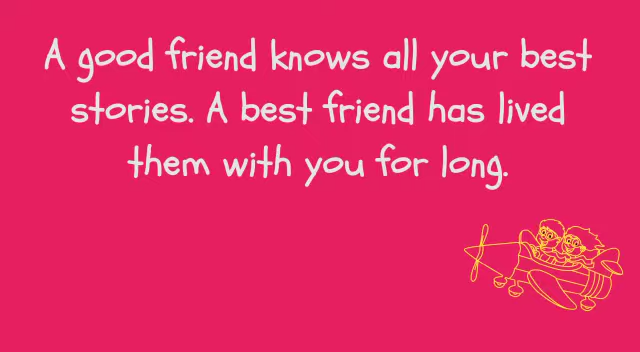 A good friend knows all your best
stories. A best friend has lived
them with you for long.